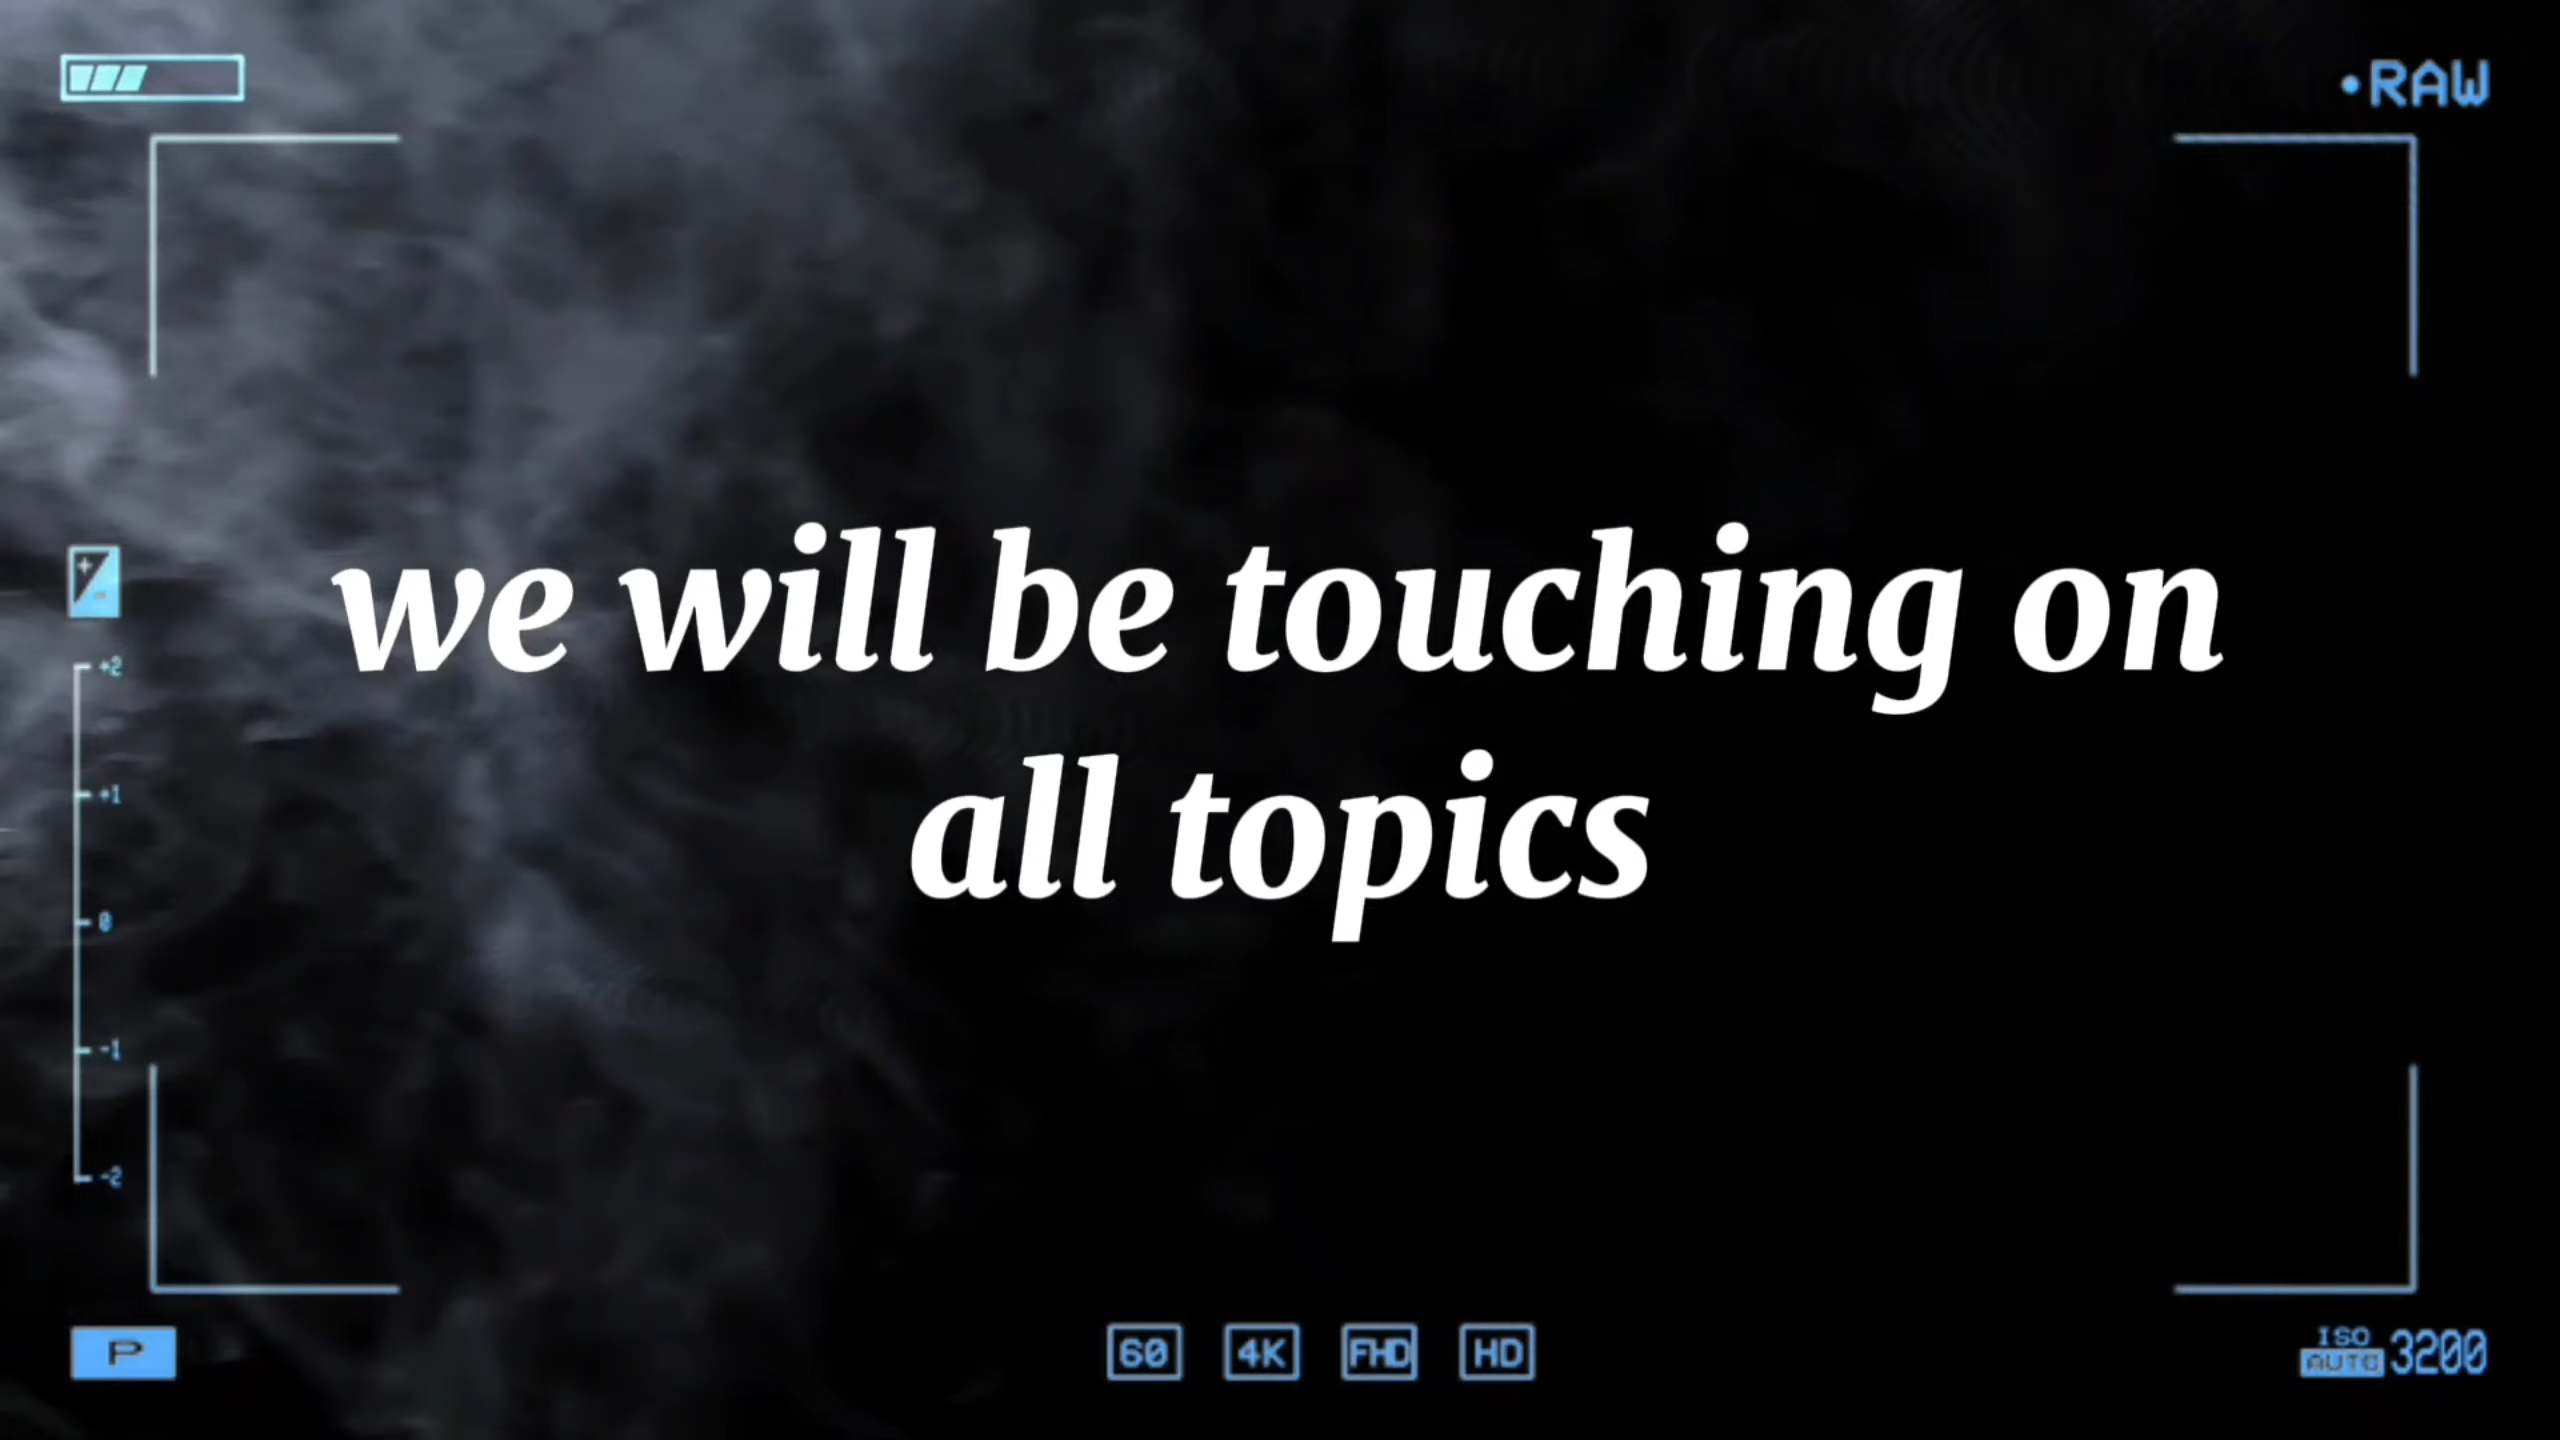 •RAW
we will be touching on
all topics
+2
+1
0
-1
-2
P
60
4K
FHD
HD
ISO
AUTO 3200